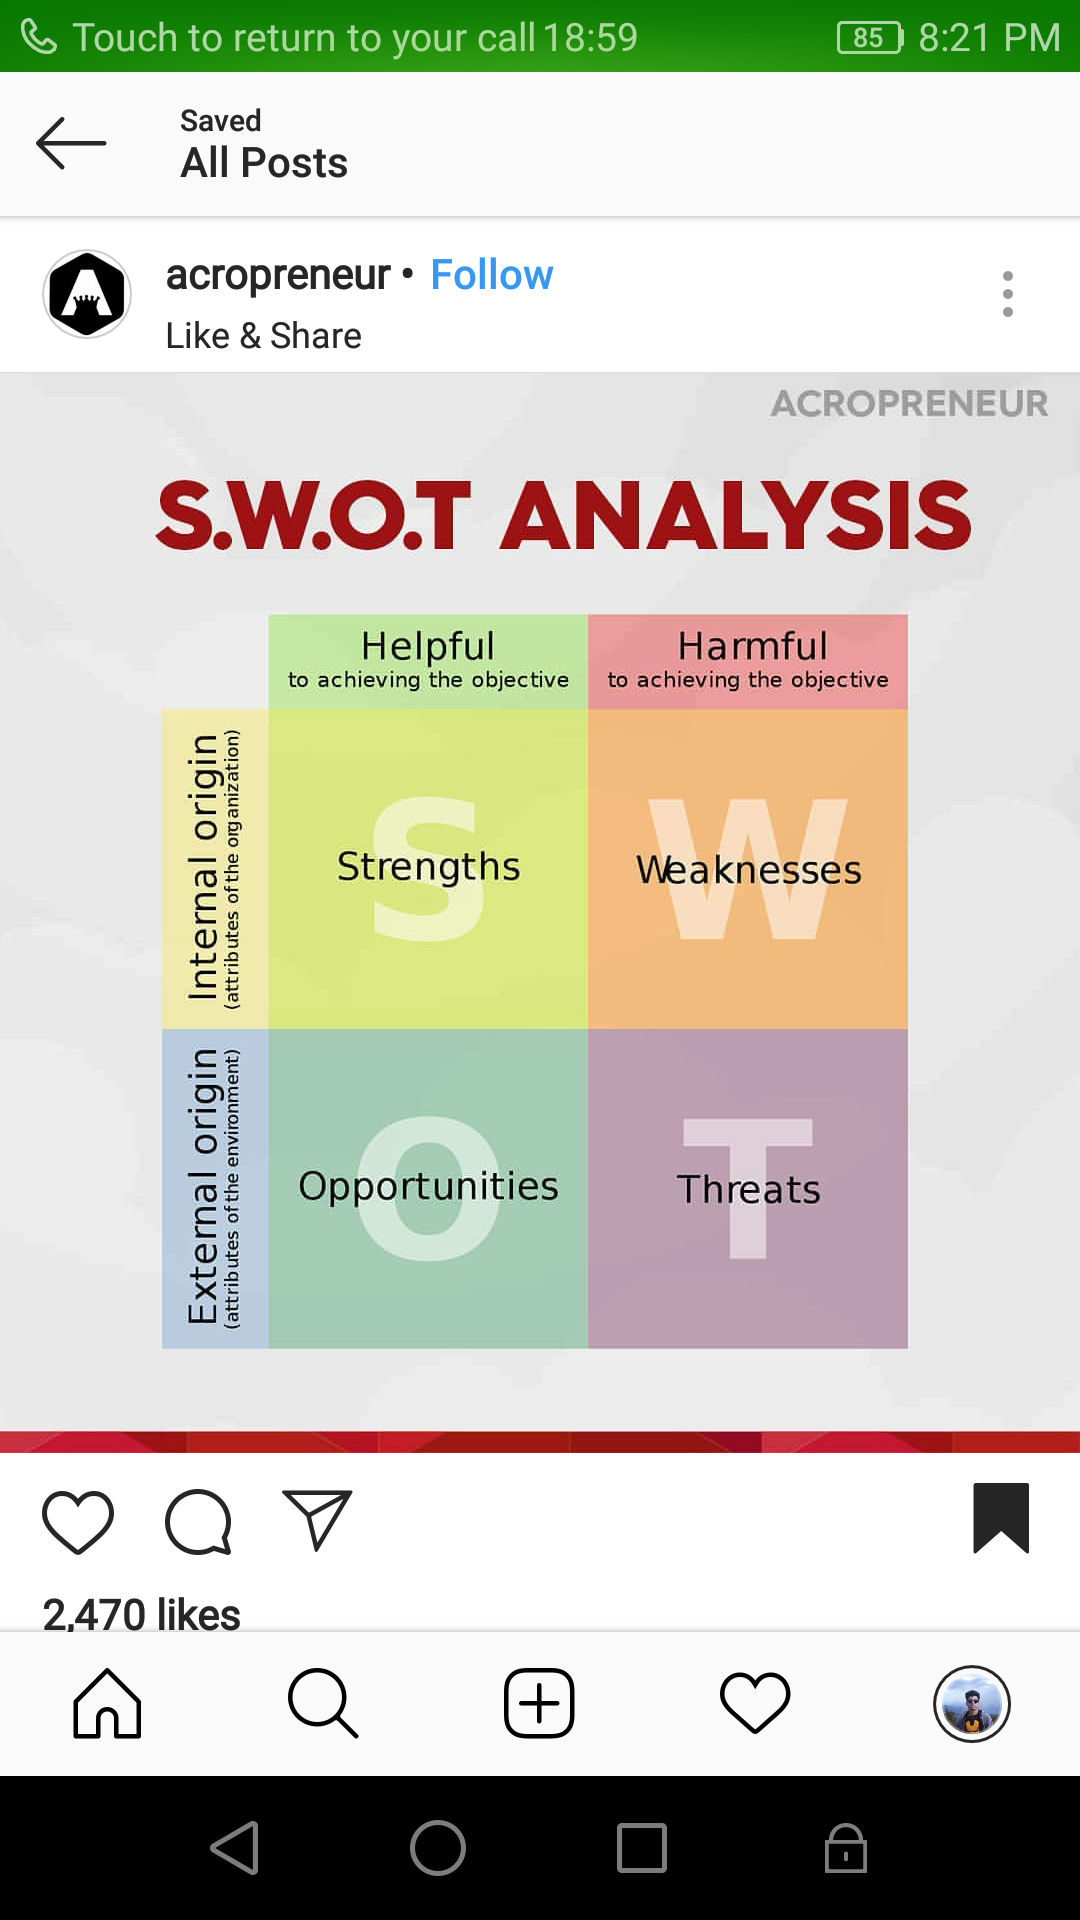 Touch to return to your call 18:59
85 8:21 PM
Saved
All Posts
acropreneur • Follow
Like & Share
ACROPRENEUR
S.W.O.T ANALYSIS
Helpful
to achieving the objective
Harmful
to achieving the objective
Internal origin
(attributes of the organization)
S
Strengths
W
Weaknesses
External origin
(attributes of the environment)
O
Opportunities
T
Threats
2,470 likes